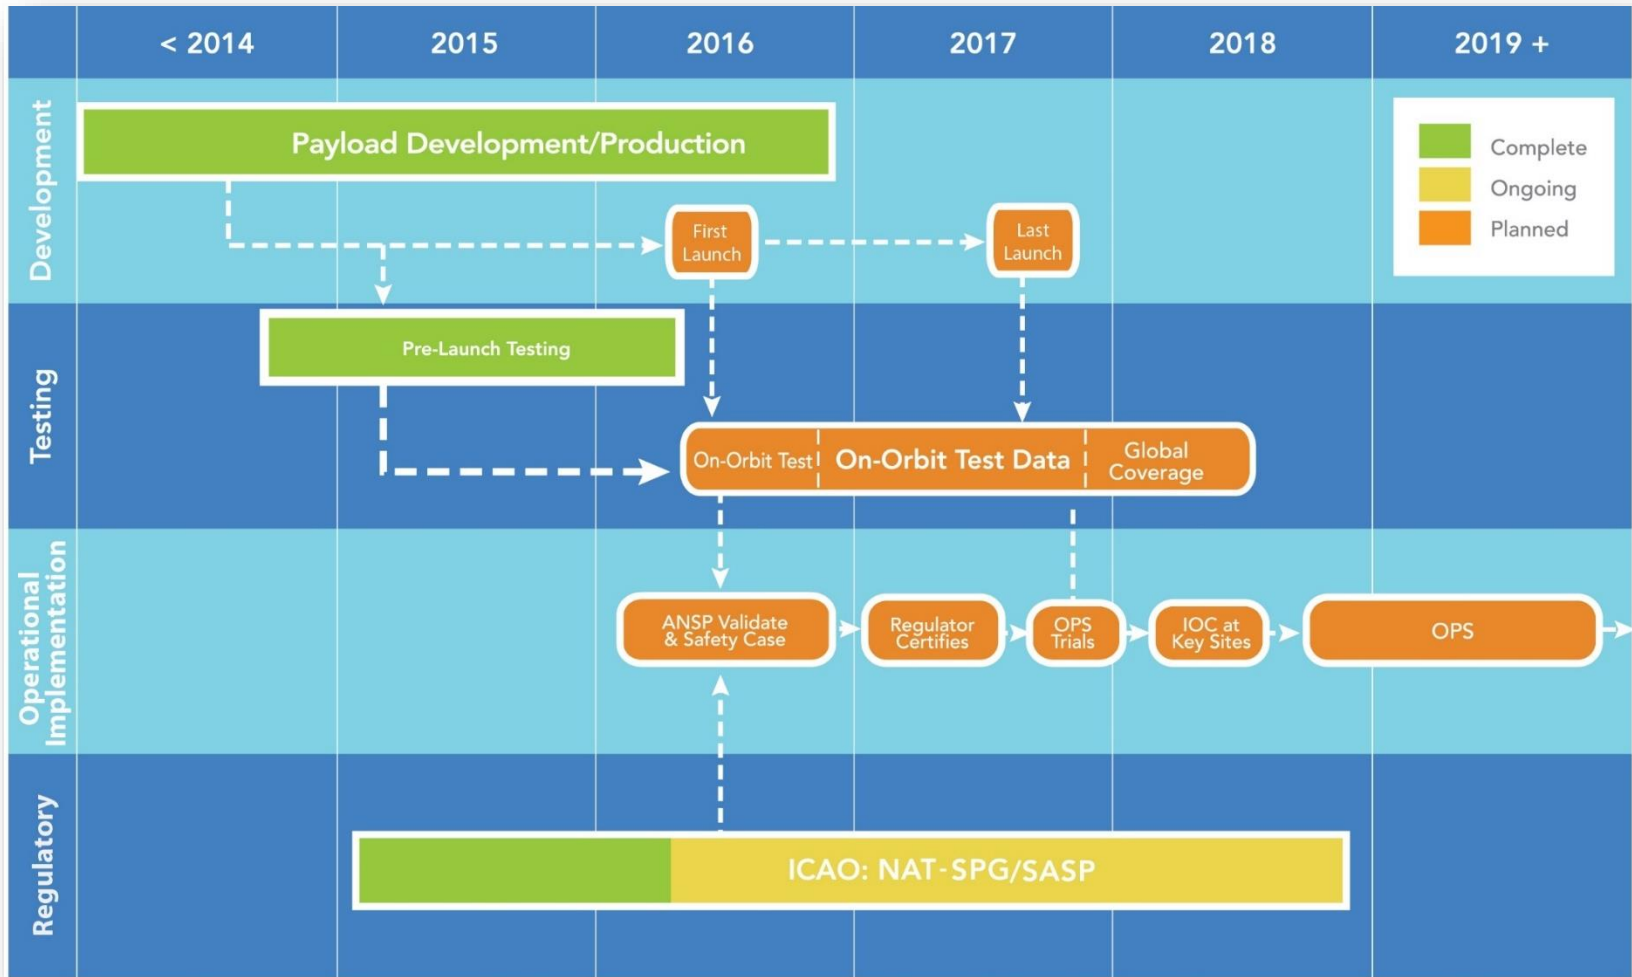 < 2014
2015
2016
2017
2018
2019 +
Development
Payload Development/Production
First
Launch
Last
Launch
Complete
Ongoing
Planned
Testing
Pre-Launch Testing
On-Orbit Test
On-Orbit Test Data
Global
Coverage
Operational
Implementation
ANSP Validate
& Safety Case
Regulator
Certifies
OPS
Trials
IOC at
Key Sites
OPS
Regulatory
ICAO: NAT-SPG/SASP